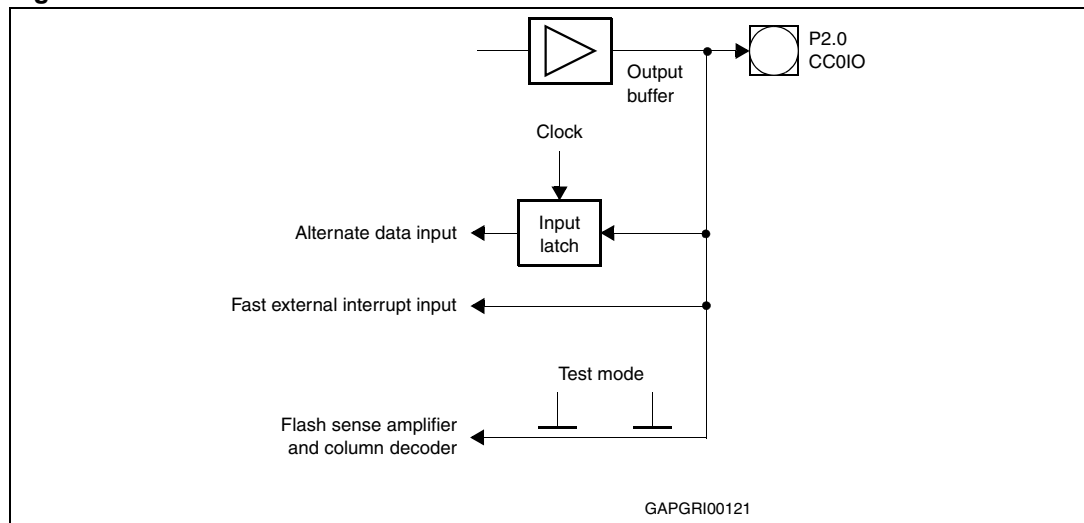 P2.0
CC0IO
Output
buffer
Clock
Input
latch
Alternate data input
Fast external interrupt input
Test mode
Flash sense amplifier
and column decoder
GAPGRI00121